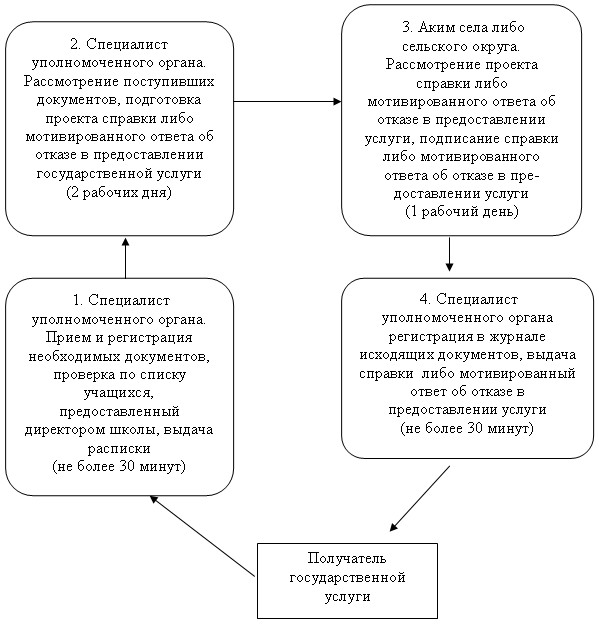 2. Специалист
уполномоченного органа.
Рассмотрение поступивших
документов, подготовка
проекта справки либо
мотивированного ответа об
отказе в предоставлении
государственной услуги
(2 рабочих дня)
3. Аким села либо
сельского округа.
Рассмотрение проекта
справки либо
мотивированного ответа об
отказе в предоставлении
услуги, подписание справки
либо мотивированного
ответа об отказе в пре-
доставлении услуги
(1 рабочий день)
1. Специалист
уполномоченного органа.
Прием и регистрация
необходимых документов,
проверка по списку
учащихся,
предоставленный
директором школы, выдача
расписки
(не более 30 минут)
4. Специалист
уполномоченного органа
регистрация в журнале
исходящих документов, выдача
справки либо мотивированный
ответ об отказе в
предоставлении услуги
(не более 30 минут)
Получатель
государственной
услуги